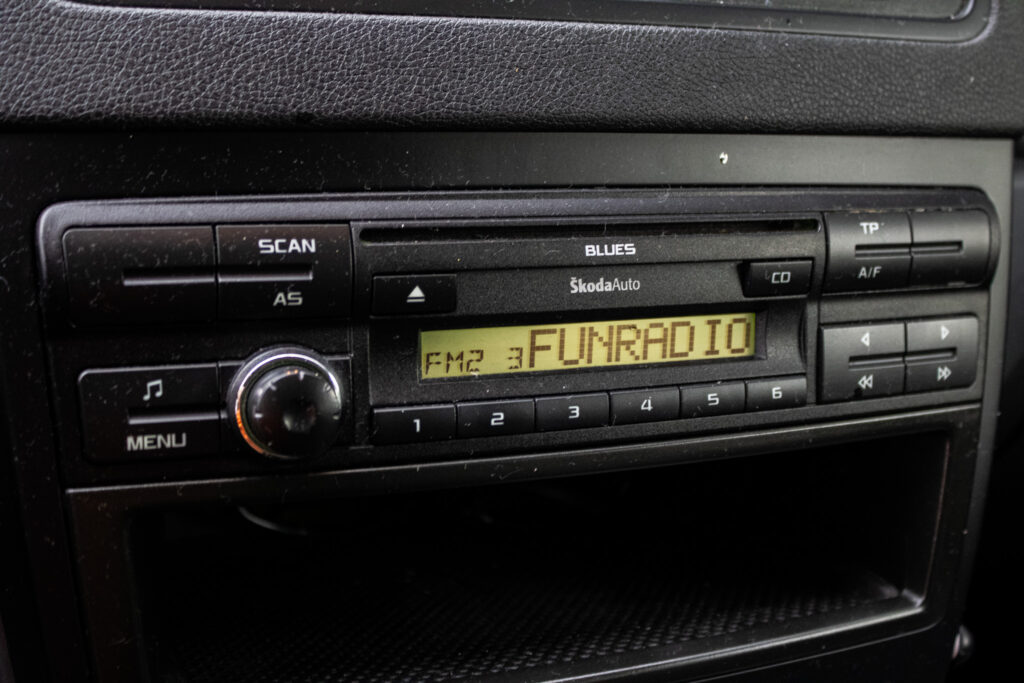 SCAN
AS
BLUES
ŠkodaAuto
CD
TP
A/F
FM2 3 FUNRADIO
MENU
1 2 3 4 5 6